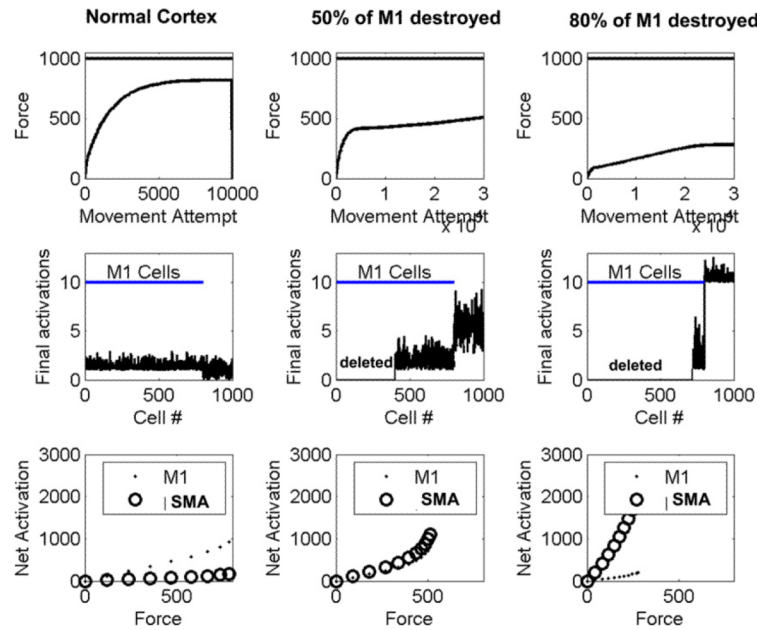 Normal Cortex
50% of M1 destroyed
80% of M1 destroyed
1000
500
0
Force
0 5000 10000
Movement Attempt
1000
500
0
Force
0 1 2 3
Movement Attempt
x 10^4
1000
500
0
Force
0 1 2 3
Movement Attempt
x 10^4
10
5
0
Final activations
M1 Cells
0 500 1000
Cell #
10
5
0
Final activations
M1 Cells
deleted
0 500 1000
Cell #
10
5
0
Final activations
M1 Cells
deleted
0 500 1000
Cell #
3000
2000
1000
0
Net Activation
M1
SMA
0 500
Force
3000
2000
1000
0
Net Activation
M1
SMA
0 500
Force
3000
2000
1000
0
Net Activation
M1
SMA
0 500
Force